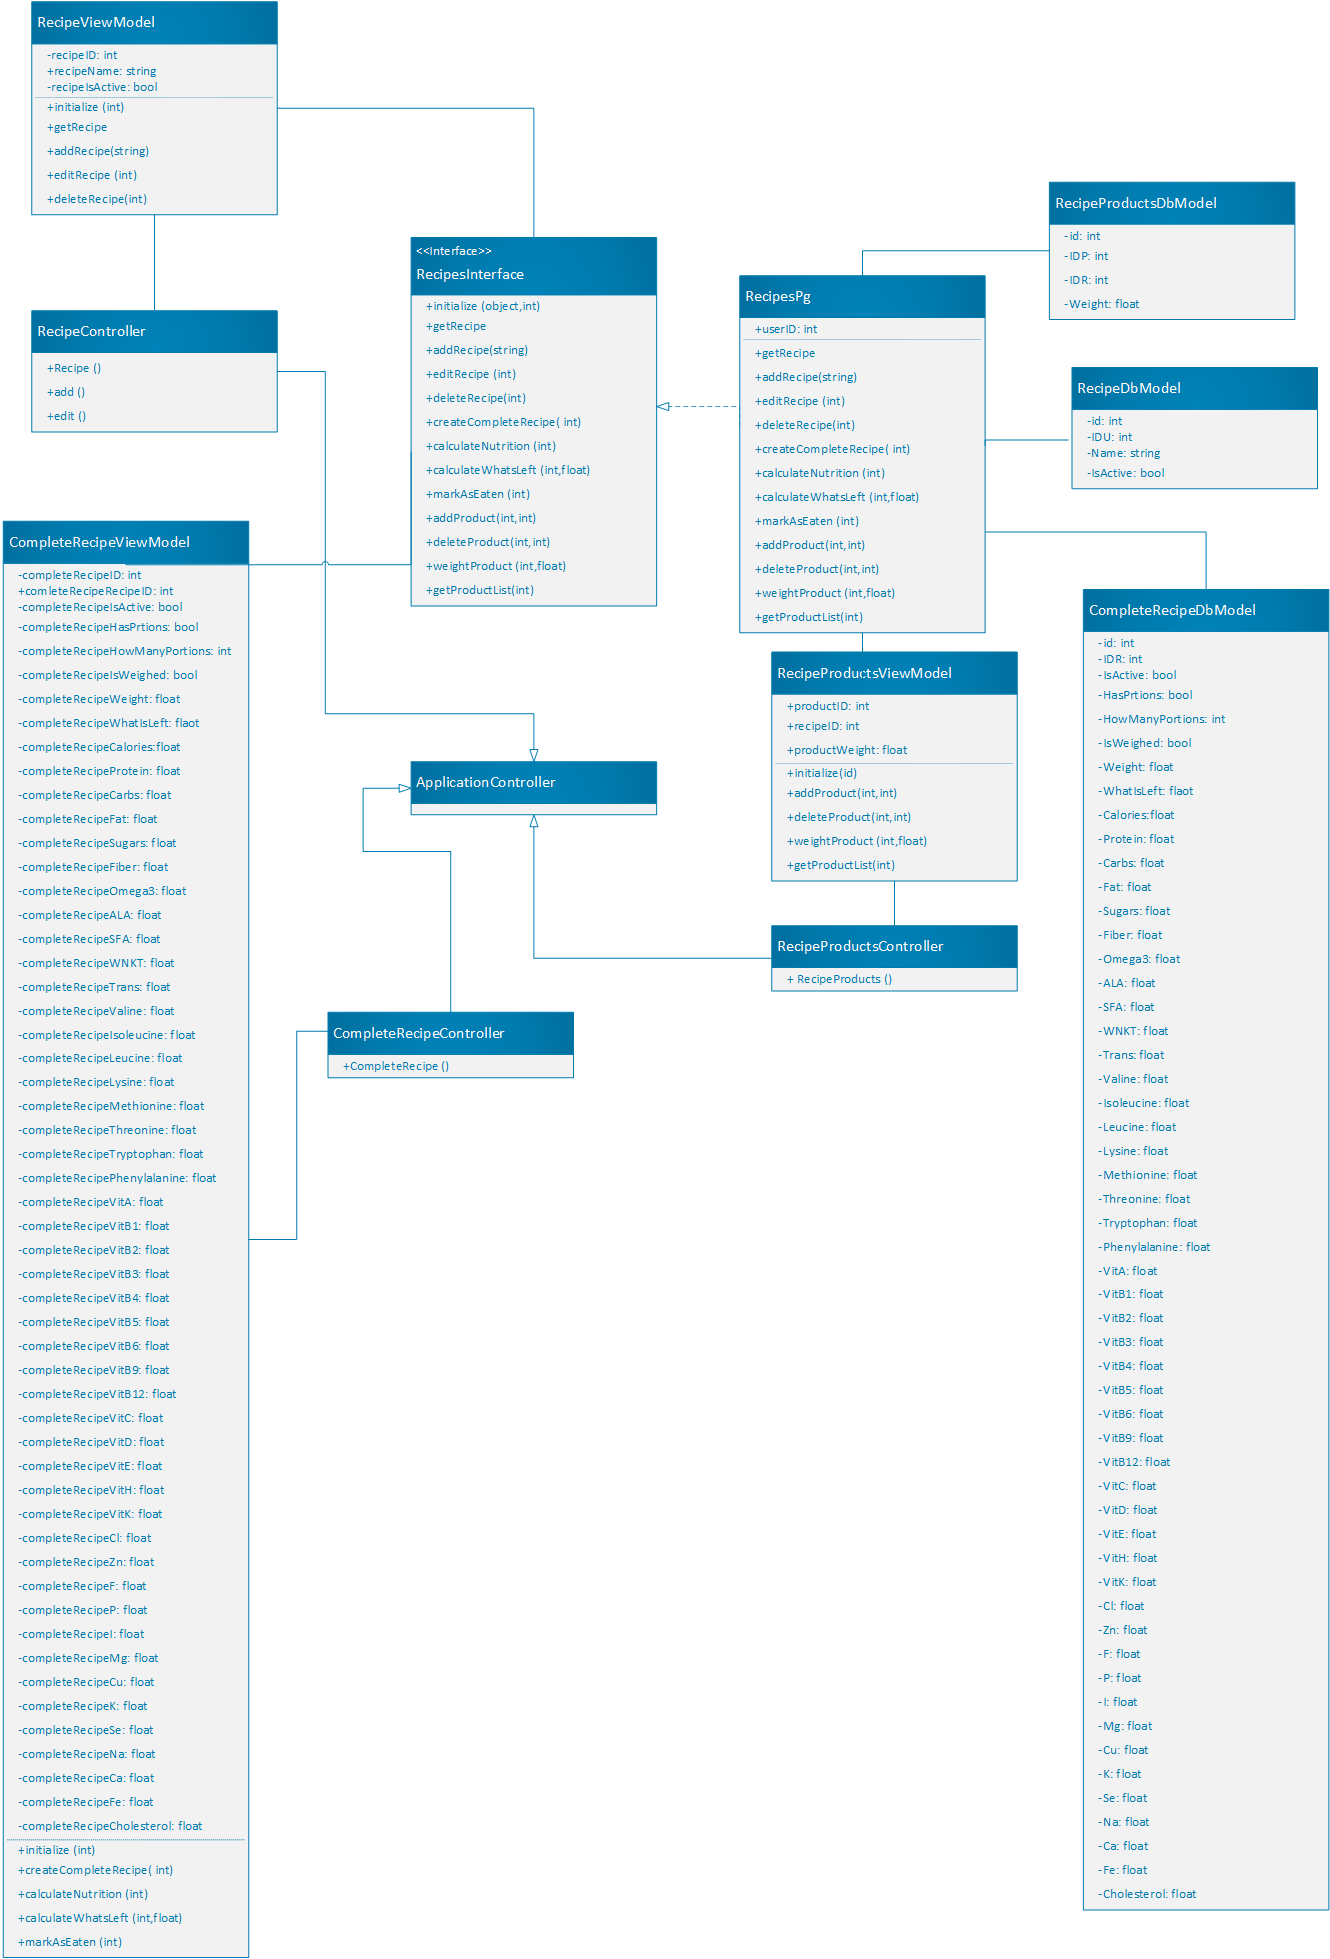 RecipeViewModel
-recipeID: int
+recipeName: string
-recipeIsActive: bool
+initialize (int)
+getRecipe
+addRecipe(string)
+editRecipe (int)
+deleteRecipe(int)
RecipeController
+Recipe ()
+add ()
+edit ()
<<Interface>>
RecipesInterface
+initialize (object,int)
+getRecipe
+addRecipe(string)
+editRecipe (int)
+deleteRecipe(int)
+createCompleteRecipe( int)
+calculateNutrition (int)
+calculateWhatsLeft (int,float)
+markAsEaten (int)
+addProduct(int,int)
+deleteProduct(int,int)
+weightProduct (int,float)
+getProductList(int)
RecipesPg
+userID: int
+getRecipe
+addRecipe(string)
+editRecipe (int)
+deleteRecipe(int)
+createCompleteRecipe( int)
+calculateNutrition (int)
+calculateWhatsLeft (int,float)
+markAsEaten (int)
+addProduct(int,int)
+deleteProduct(int,int)
+weightProduct (int,float)
+getProductList(int)
RecipeProductsDbModel
-id: int
-IDP: int
-IDR: int
-Weight: float
RecipeDbModel
-id: int
-IDU: int
-Name: string
-IsActive: bool
CompleteRecipeViewModel
-completeRecipeID: int
+comleteRecipeRecipeID: int
-completeRecipeIsActive: bool
-completeRecipeHasPrtions: bool
-completeRecipeHowManyPortions: int
-completeRecipeIsWeighed: bool
-completeRecipeWeight: float
-completeRecipeWhatIsLeft: flaot
-completeRecipeCalories:float
-completeRecipeProtein: float
-completeRecipeCarbs: float
-completeRecipeFat: float
-completeRecipeSugars: float
-completeRecipeFiber: float
-completeRecipeOmega3: float
-completeRecipeALA: float
-completeRecipeSFA: float
-completeRecipeWNKT: float
-completeRecipeTrans: float
-completeRecipeValine: float
-completeRecipeIsoleucine: float
-completeRecipeLeucine: float
-completeRecipeLysine: float
-completeRecipeMethionine: float
-completeRecipeThreonine: float
-completeRecipeTryptophan: float
-completeRecipePhenylalanine: float
-completeRecipeVitA: float
-completeRecipeVitB1: float
-completeRecipeVitB2: float
-completeRecipeVitB3: float
-completeRecipeVitB4: float
-completeRecipeVitB5: float
-completeRecipeVitB6: float
-completeRecipeVitB9: float
-completeRecipeVitB12: float
-completeRecipeVitC: float
-completeRecipeVitD: float
-completeRecipeVitE: float
-completeRecipeVitH: float
-completeRecipeVitK: float
-completeRecipeCl: float
-completeRecipeZn: float
-completeRecipeF: float
-completeRecipeP: float
-completeRecipeI: float
-completeRecipeMg: float
-completeRecipeCu: float
-completeRecipeK: float
-completeRecipeSe: float
-completeRecipeNa: float
-completeRecipeCa: float
-completeRecipeFe: float
-completeRecipeCholesterol: float
+initialize (int)
+createCompleteRecipe( int)
+calculateNutrition (int)
+calculateWhatsLeft (int,float)
+markAsEaten (int)
ApplicationController
RecipeProductsViewModel
+productID: int
+recipeID: int
+productWeight: float
+initialize(id)
+addProduct(int,int)
+deleteProduct(int,int)
+weightProduct (int,float)
+getProductList(int)
RecipeProductsController
+ RecipeProducts ()
CompleteRecipeController
+CompleteRecipe ()
CompleteRecipeDbModel
-id: int
-IDR: int
-IsActive: bool
-HasPrtions: bool
-HowManyPortions: int
-IsWeighed: bool
-Weight: float
-WhatIsLeft: flaot
-Calories:float
-Protein: float
-Carbs: float
-Fat: float
-Sugars: float
-Fiber: float
-Omega3: float
-ALA: float
-SFA: float
-WNKT: float
-Trans: float
-Valine: float
-Isoleucine: float
-Leucine: float
-Lysine: float
-Methionine: float
-Threonine: float
-Tryptophan: float
-Phenylalanine: float
-VitA: float
-VitB1: float
-VitB2: float
-VitB3: float
-VitB4: float
-VitB5: float
-VitB6: float
-VitB9: float
-VitB12: float
-VitC: float
-VitD: float
-VitE: float
-VitH: float
-VitK: float
-Cl: float
-Zn: float
-F: float
-P: float
-I: float
-Mg: float
-Cu: float
-K: float
-Se: float
-Na: float
-Ca: float
-Fe: float
-Cholesterol: float